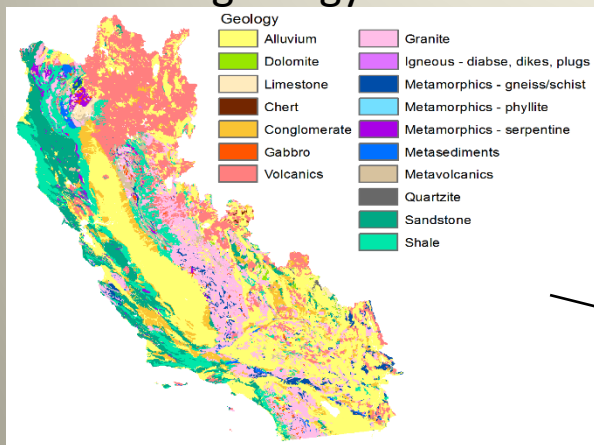 Geology
Alluvium
Dolomite
Limestone
Chert
Conglomerate
Gabbro
Volcanics
Granite
Igneous - diabse, dikes, plugs
Metamorphics - gneiss/schist
Metamorphics - phyllite
Metamorphics - serpentine
Metasediments
Metavolcanics
Quartzite
Sandstone
Shale